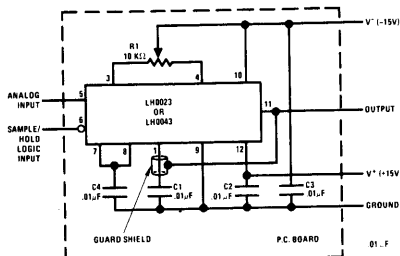 V⁻ (–15V)
R1
10 KΩ
3
4
10
ANALOG
INPUT
5
LH0023
OR
LH0043
11
OUTPUT
SAMPLE/
HOLD
LOGIC
INPUT
6
7
8
1
9
12
V⁺ (+15V
C4
.01µF
C1
.01µF
C2
.01µF
C3
.01µF
GROUND
GUARD SHIELD
P.C. BOARD